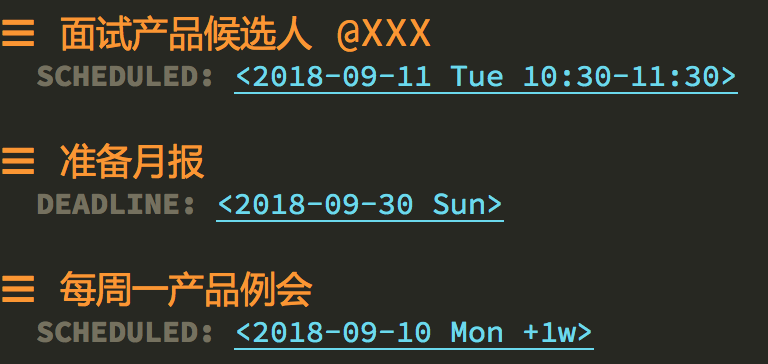 ☰ 面试产品候选人 @XXX
SCHEDULED: <2018-09-11 Tue 10:30-11:30>
☰ 准备月报
DEADLINE: <2018-09-30 Sun>
☰ 每周一产品例会
SCHEDULED: <2018-09-10 Mon +1w>